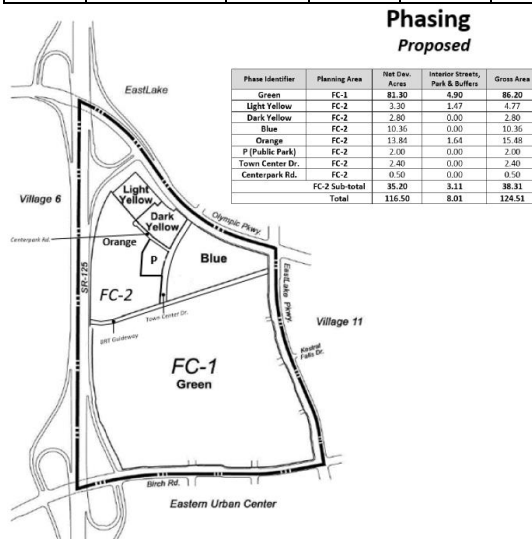 Phasing
Proposed
Phase Identifier Planning Area Net Dev. Acres Interior Streets, Park & Buffers Gross Area
Green FC-1 81.30 4.90 86.20
Light Yellow FC-2 3.30 1.47 4.77
Dark Yellow FC-2 2.80 0.00 2.80
Blue FC-2 10.36 0.00 10.36
Orange FC-2 13.84 1.64 15.48
P (Public Park) FC-2 2.00 0.00 2.00
Town Center Dr. FC-2 2.40 0.00 2.40
Centerpark Rd. FC-2 0.50 0.00 0.50
FC-2 Sub-total 35.20 3.11 38.31
Total 116.50 8.01 124.51
EastLake
Village 6
Light
Yellow
Dark
Yellow
Olympic Pkwy.
Centerpark Rd.
Orange
P
Blue
SR-125
EastLake
Pkwy.
FC-2
Town Center Dr.
Village 11
BRT Guideway
Kestral
Falls Dr.
FC-1
Green
Birch Rd.
Eastern Urban Center